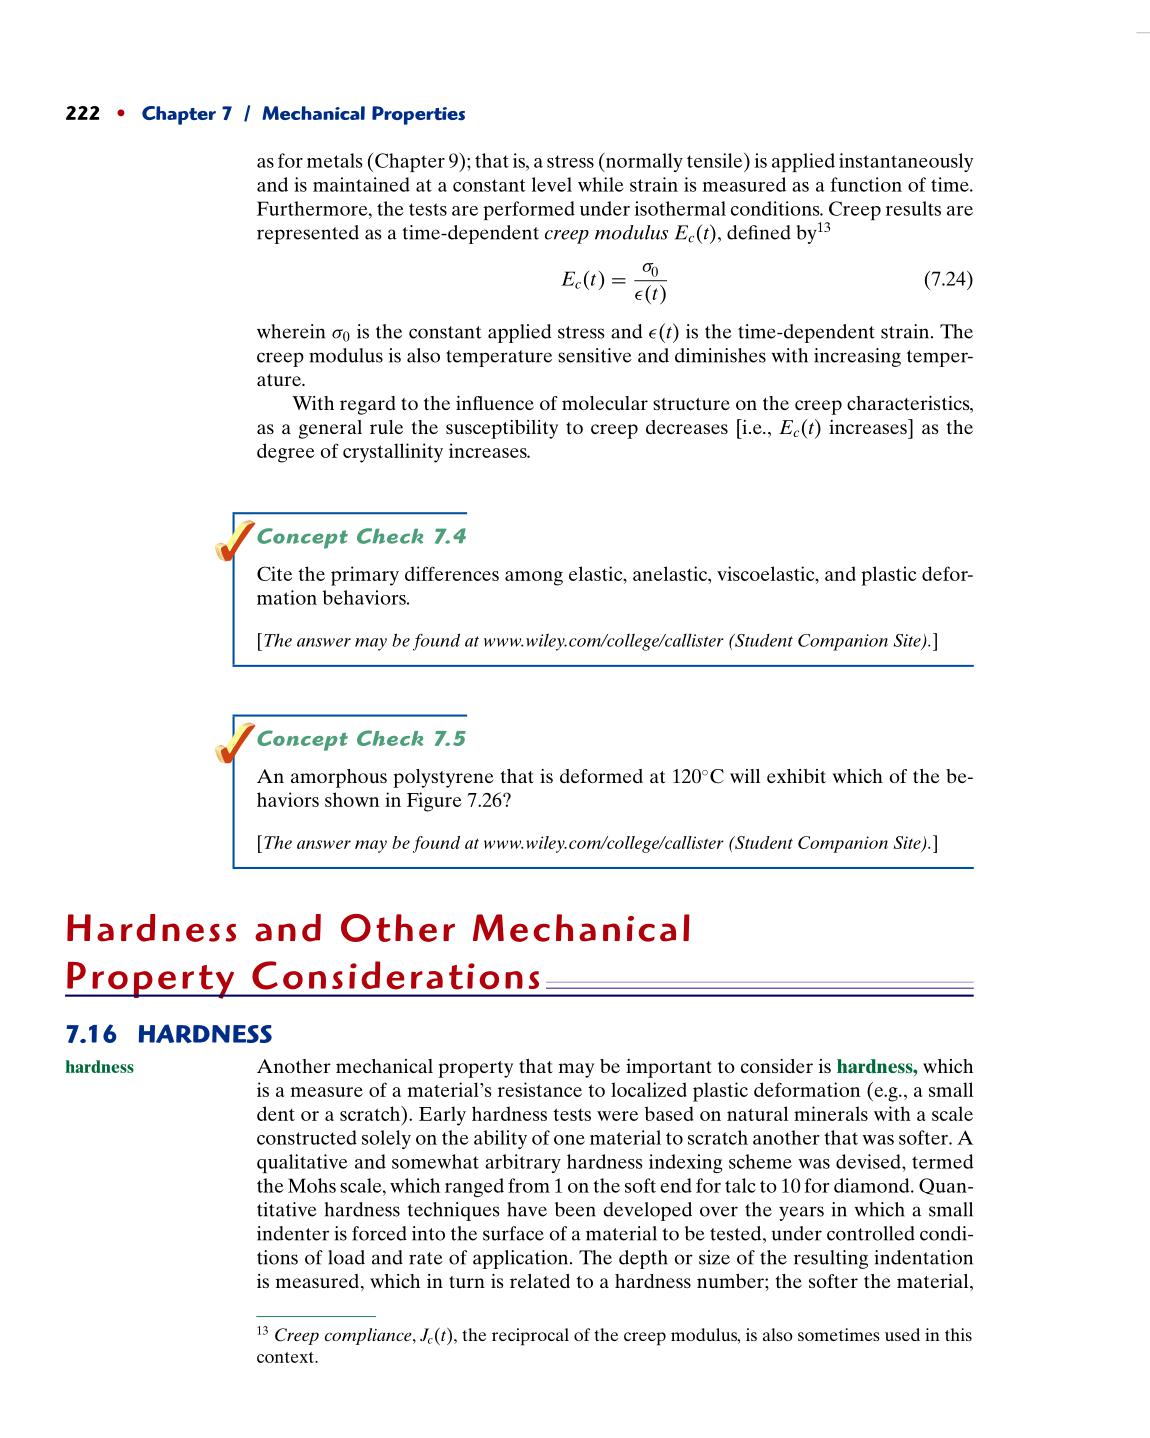 222 • Chapter 7 / Mechanical Properties
as for metals (Chapter 9); that is, a stress (normally tensile) is applied instantaneously
and is maintained at a constant level while strain is measured as a function of time.
Furthermore, the tests are performed under isothermal conditions. Creep results are
represented as a time-dependent creep modulus E_c(t), defined by^13
E_c(t) = σ_0 / ϵ(t) (7.24)
wherein σ_0 is the constant applied stress and ϵ(t) is the time-dependent strain. The
creep modulus is also temperature sensitive and diminishes with increasing temper-
ature.
With regard to the influence of molecular structure on the creep characteristics,
as a general rule the susceptibility to creep decreases [i.e., E_c(t) increases] as the
degree of crystallinity increases.
Concept Check 7.4
Cite the primary differences among elastic, anelastic, viscoelastic, and plastic defor-
mation behaviors.
[The answer may be found at www.wiley.com/college/callister (Student Companion Site).]
Concept Check 7.5
An amorphous polystyrene that is deformed at 120°C will exhibit which of the be-
haviors shown in Figure 7.26?
[The answer may be found at www.wiley.com/college/callister (Student Companion Site).]
Hardness and Other Mechanical
Property Considerations
7.16 HARDNESS
hardness
Another mechanical property that may be important to consider is hardness, which
is a measure of a material's resistance to localized plastic deformation (e.g., a small
dent or a scratch). Early hardness tests were based on natural minerals with a scale
constructed solely on the ability of one material to scratch another that was softer. A
qualitative and somewhat arbitrary hardness indexing scheme was devised, termed
the Mohs scale, which ranged from 1 on the soft end for talc to 10 for diamond. Quan-
titative hardness techniques have been developed over the years in which a small
indenter is forced into the surface of a material to be tested, under controlled condi-
tions of load and rate of application. The depth or size of the resulting indentation
is measured, which in turn is related to a hardness number; the softer the material,
^13 Creep compliance, J_c(t), the reciprocal of the creep modulus, is also sometimes used in this
context.